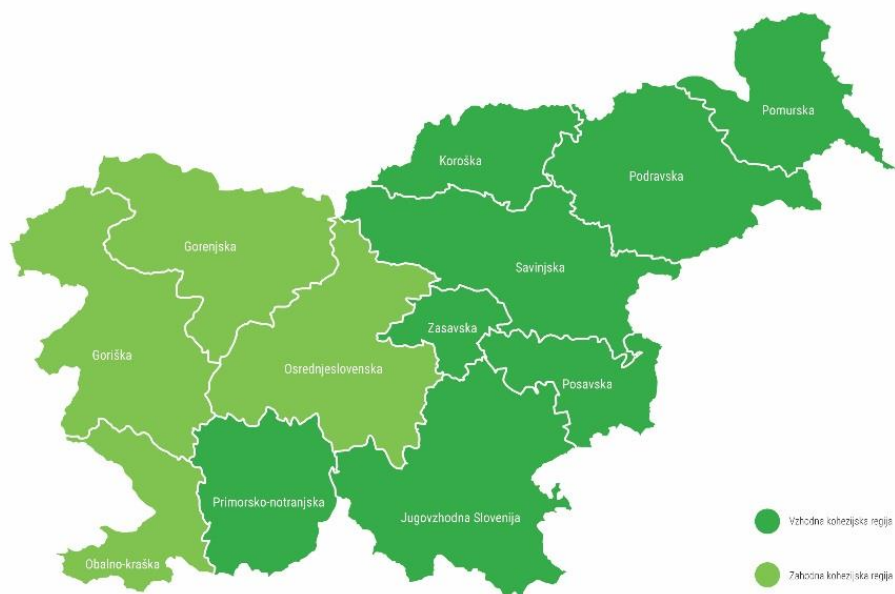 Pomurska
Koroška
Podravska
Gorenjska
Savinjska
Zasavska
Goriška
Osrednjeslovenska
Posavska
Primorsko-notranjska
Jugovzhodna Slovenija
Vzhodna kohezijska regija
Obalno-kraška
Zahodna kohezijska regija